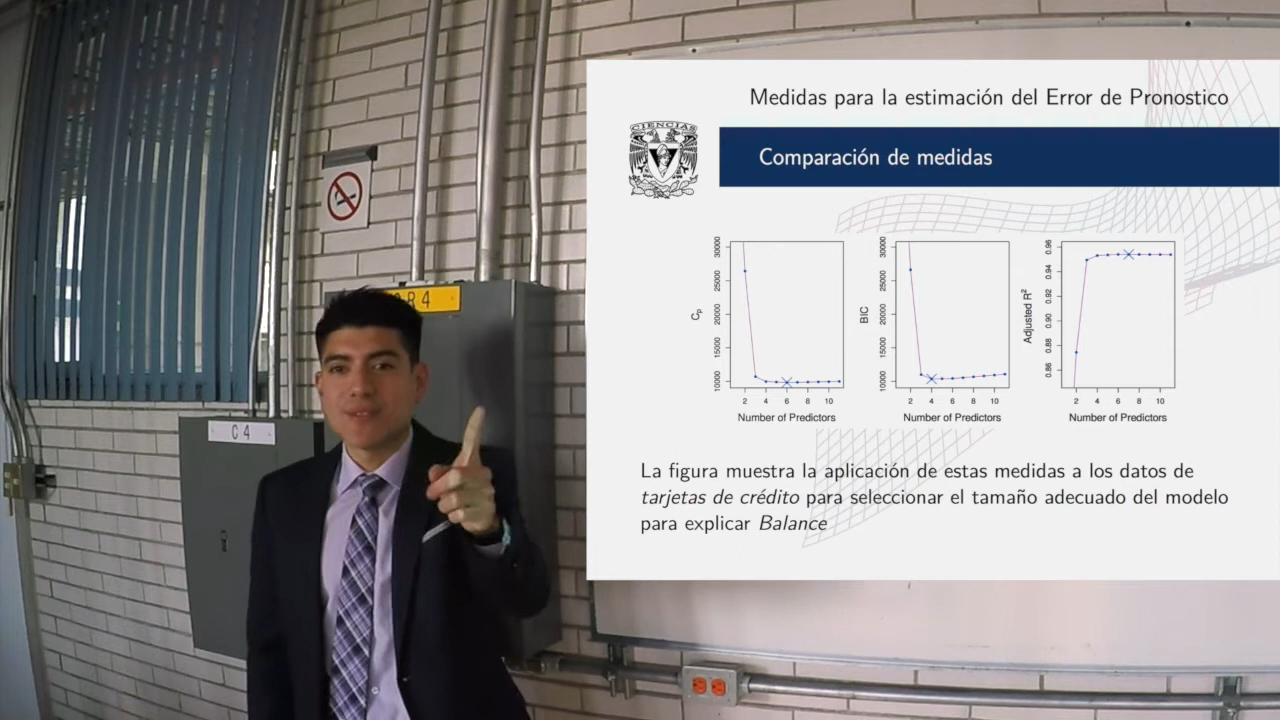 Medidas para la estimación del Error de Pronostico
CIENCIAS
Comparación de medidas
30000
25000
20000
15000
10000
Cp
2 4 6 8 10
Number of Predictors
30000
25000
20000
15000
10000
BIC
2 4 6 8 10
Number of Predictors
0.96
0.94
0.92
0.90
0.88
0.86
Adjusted R²
2 4 6 8 10
Number of Predictors
La figura muestra la aplicación de estas medidas a los datos de
tarjetas de crédito para seleccionar el tamaño adecuado del modelo
para explicar Balance
C 4